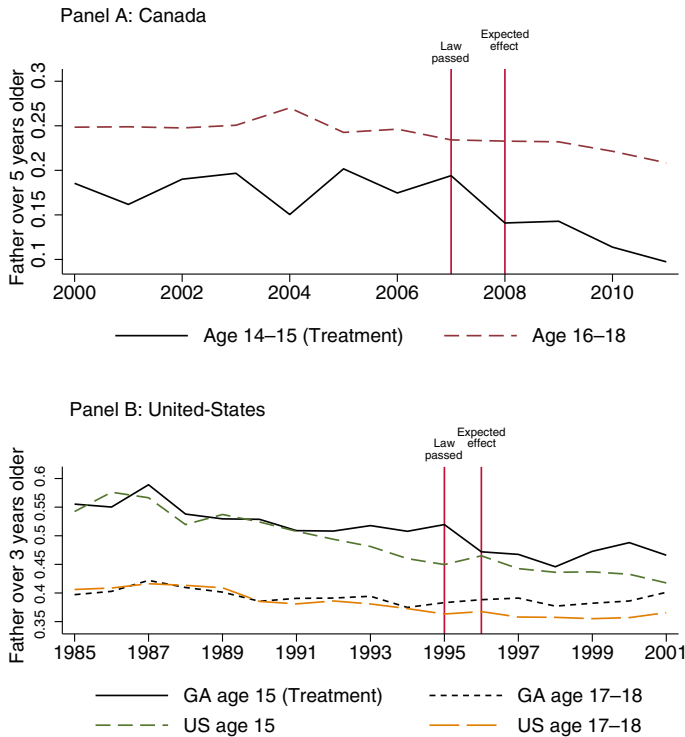 Panel A: Canada
Law passed
Expected effect
Father over 5 years older
0.3
0.25
0.2
0.15
0.1
2000 2002 2004 2006 2008 2010
Age 14–15 (Treatment) Age 16–18
Panel B: United-States
Law passed
Expected effect
Father over 3 years older
0.6
0.55
0.5
0.45
0.4
0.35
1985 1987 1989 1991 1993 1995 1997 1999 2001
GA age 15 (Treatment) GA age 17–18
US age 15 US age 17–18